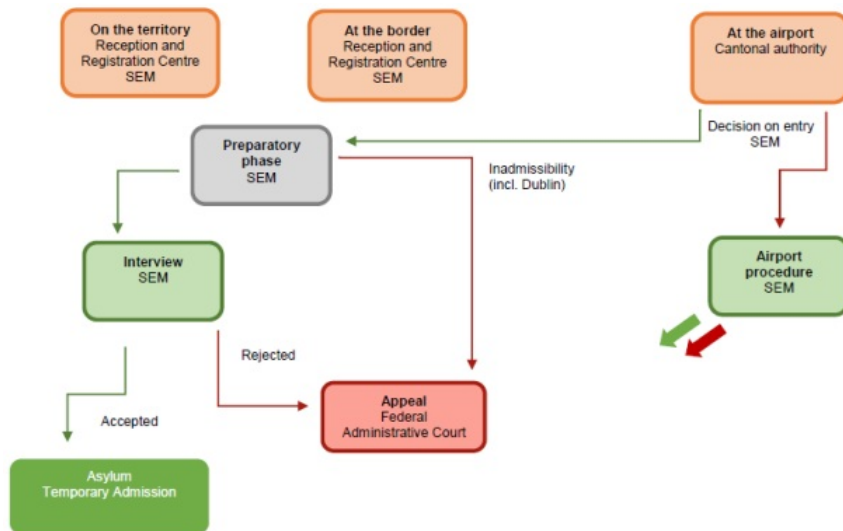 On the territory
Reception and
Registration Centre
SEM
At the border
Reception and
Registration Centre
SEM
At the airport
Cantonal authority
Decision on entry
SEM
Preparatory
phase
SEM
Inadmissibility
(incl. Dublin)
Interview
SEM
Airport
procedure
SEM
Rejected
Appeal
Federal
Administrative Court
Accepted
Asylum
Temporary Admission